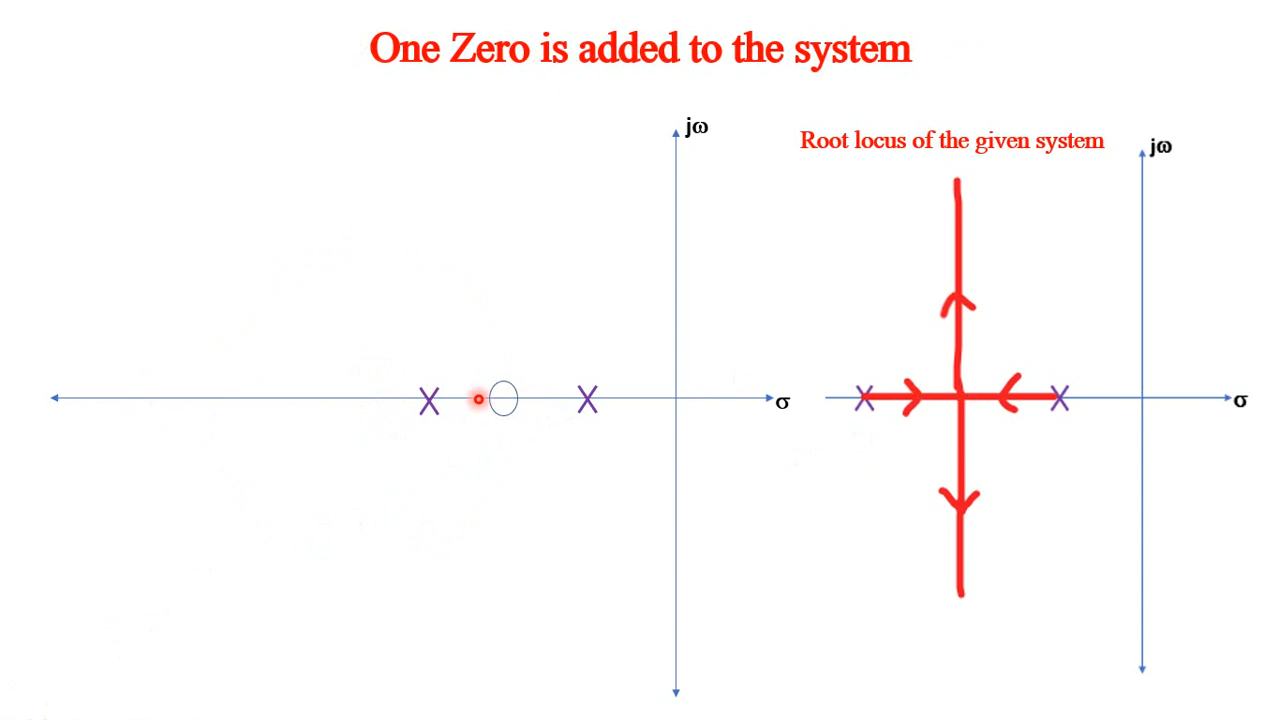 One Zero is added to the system
jω
Root locus of the given system
jω
X
X
σ
X
X
σ